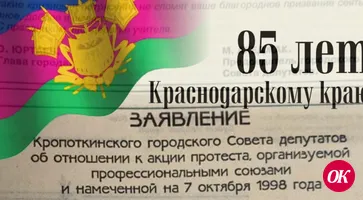 85 лет
Краснодарскому краю
ЗАЯВЛЕНИЕ
Кропоткинского городского Совета депутатов
об отношении к акции протеста, организуемой
профессиональными союзами
и намеченной на 7 октября 1998 года
ОК